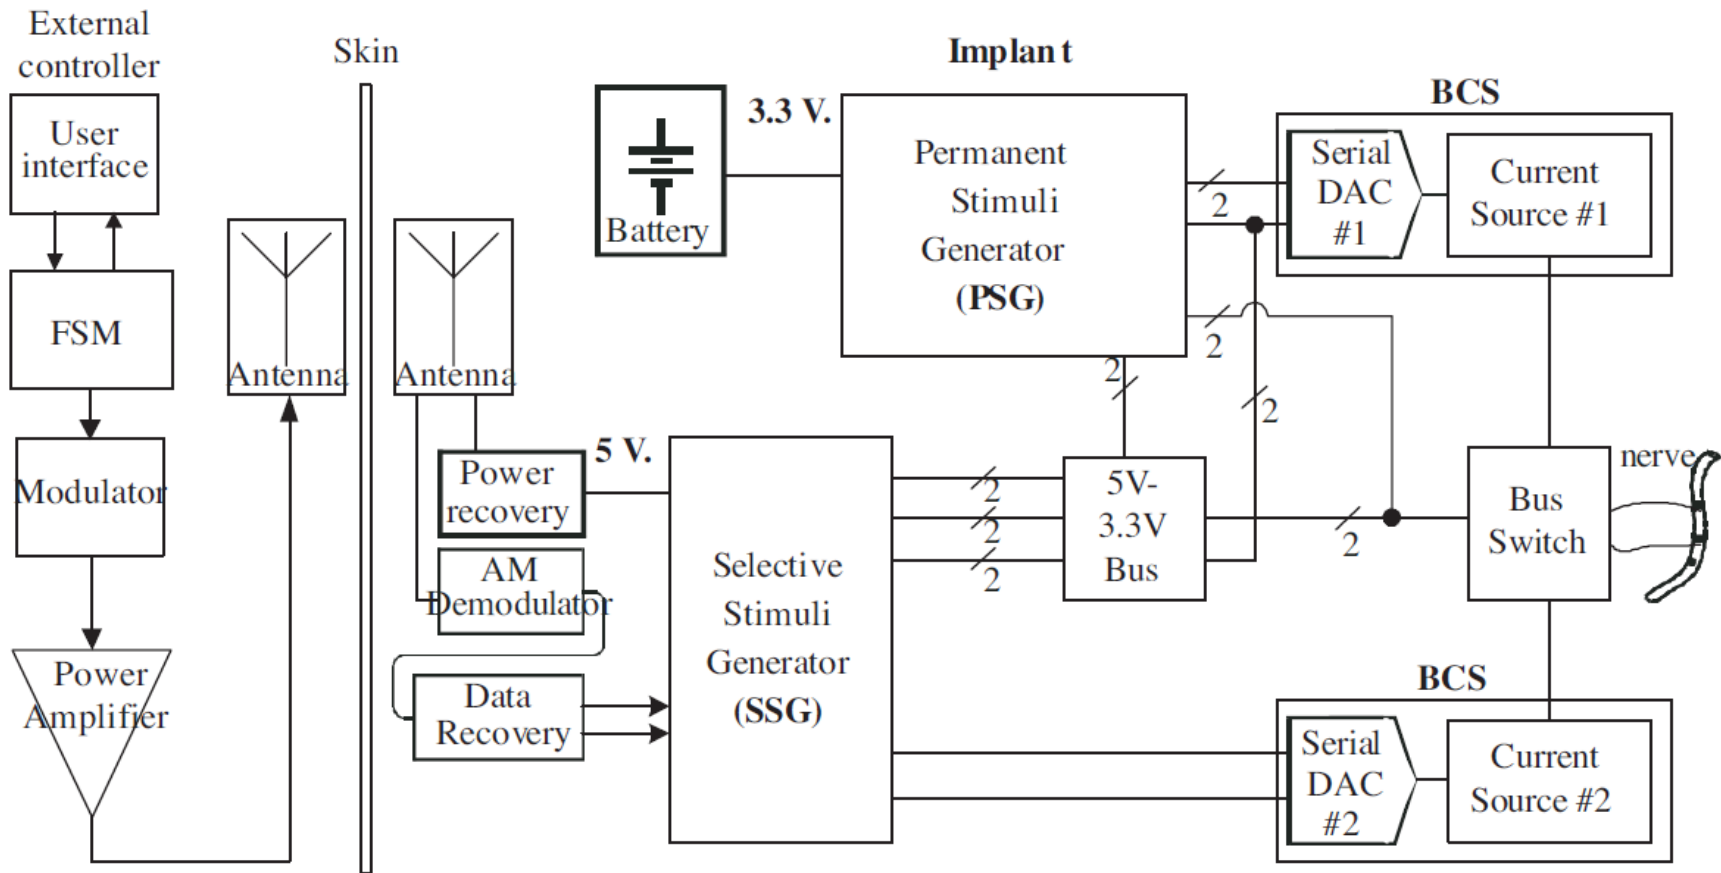 External
controller
User
interface
FSM
Modulator
Power
Amplifier
Antenna
Skin
Antenna
Power
recovery
AM
Demodulator
Data
Recovery
Battery
3.3 V.
5 V.
Implant
Permanent
Stimuli
Generator
(PSG)
Selective
Stimuli
Generator
(SSG)
2
2
2
2
2
2
2
2
5V-
3.3V
Bus
BCS
Serial
DAC
#1
Current
Source #1
Bus
Switch
nerve
BCS
Serial
DAC
#2
Current
Source #2